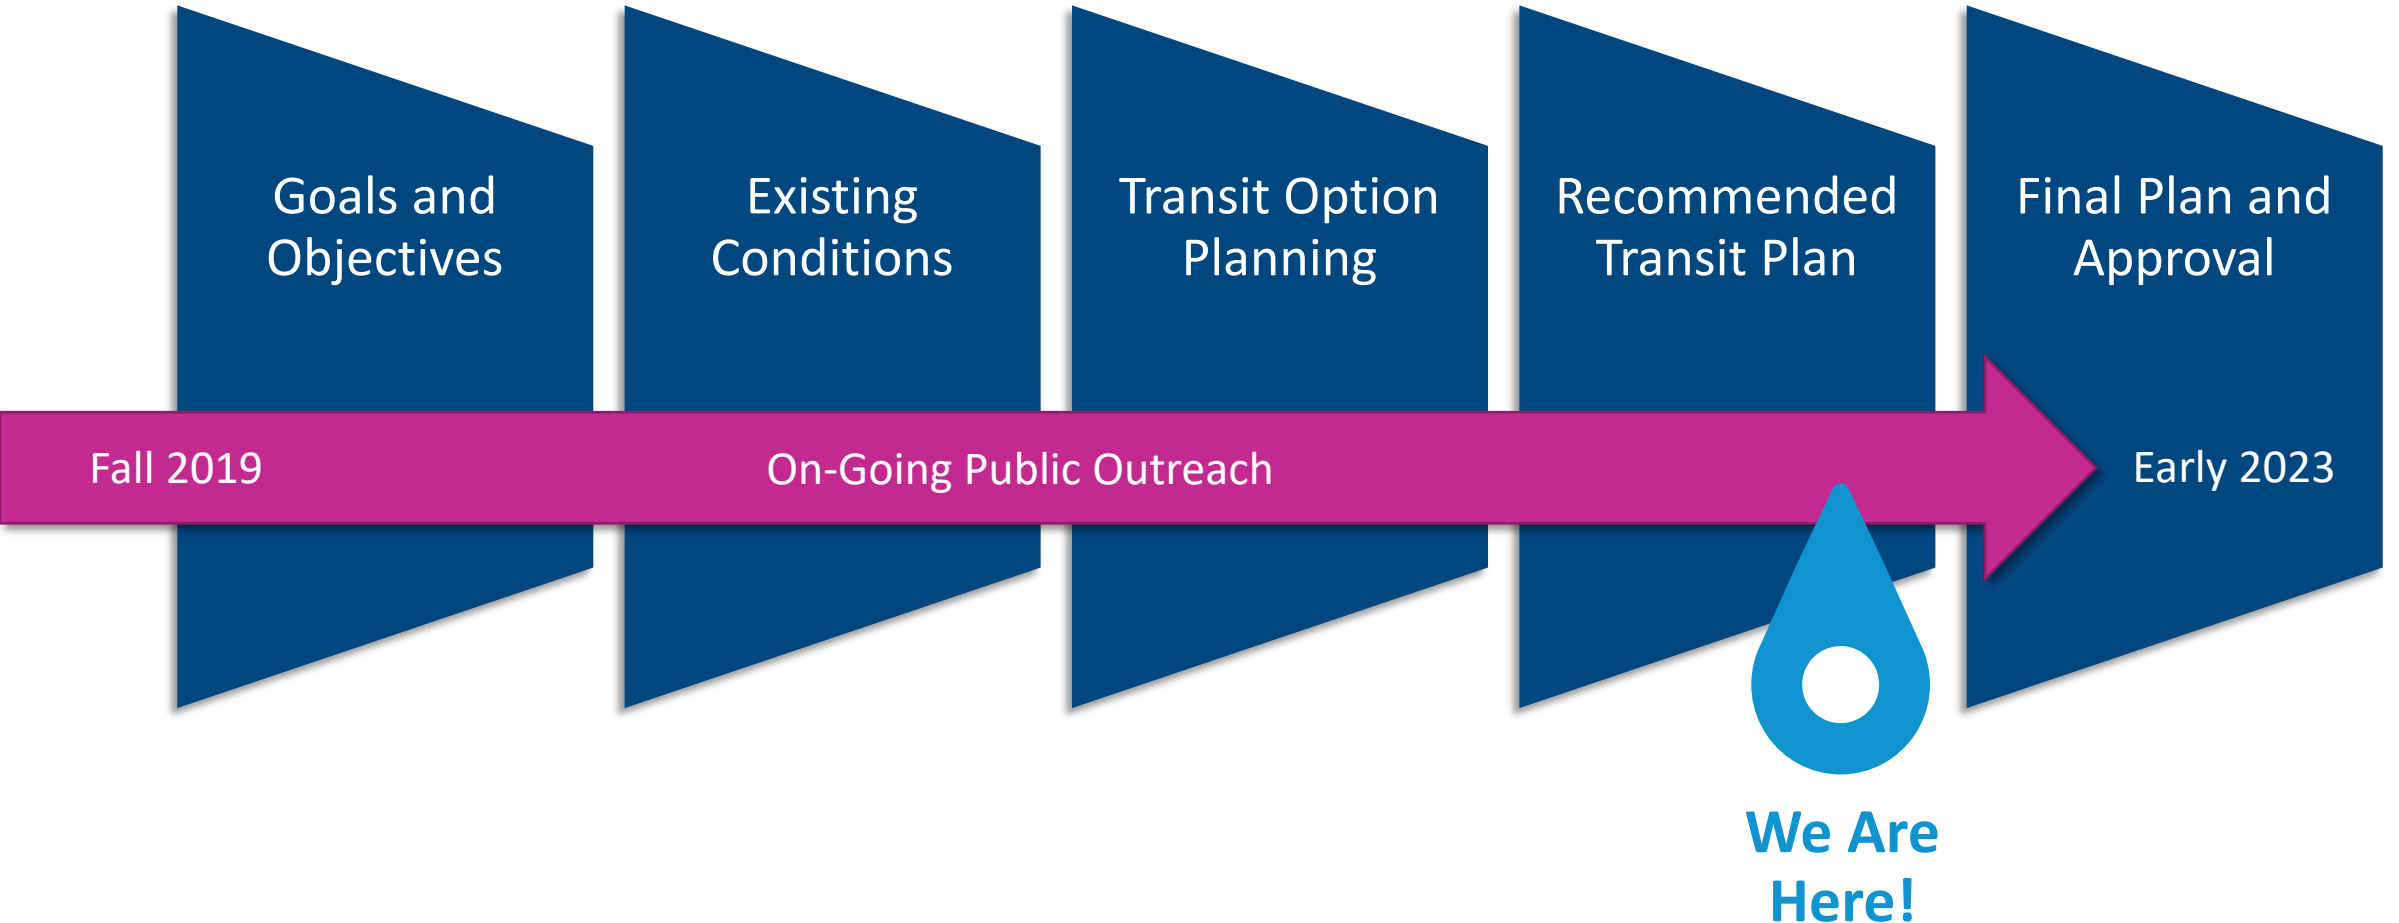 Goals and
Objectives
Existing
Conditions
Transit Option
Planning
Recommended
Transit Plan
Final Plan and
Approval
Fall 2019
On-Going Public Outreach
Early 2023
We Are
Here!